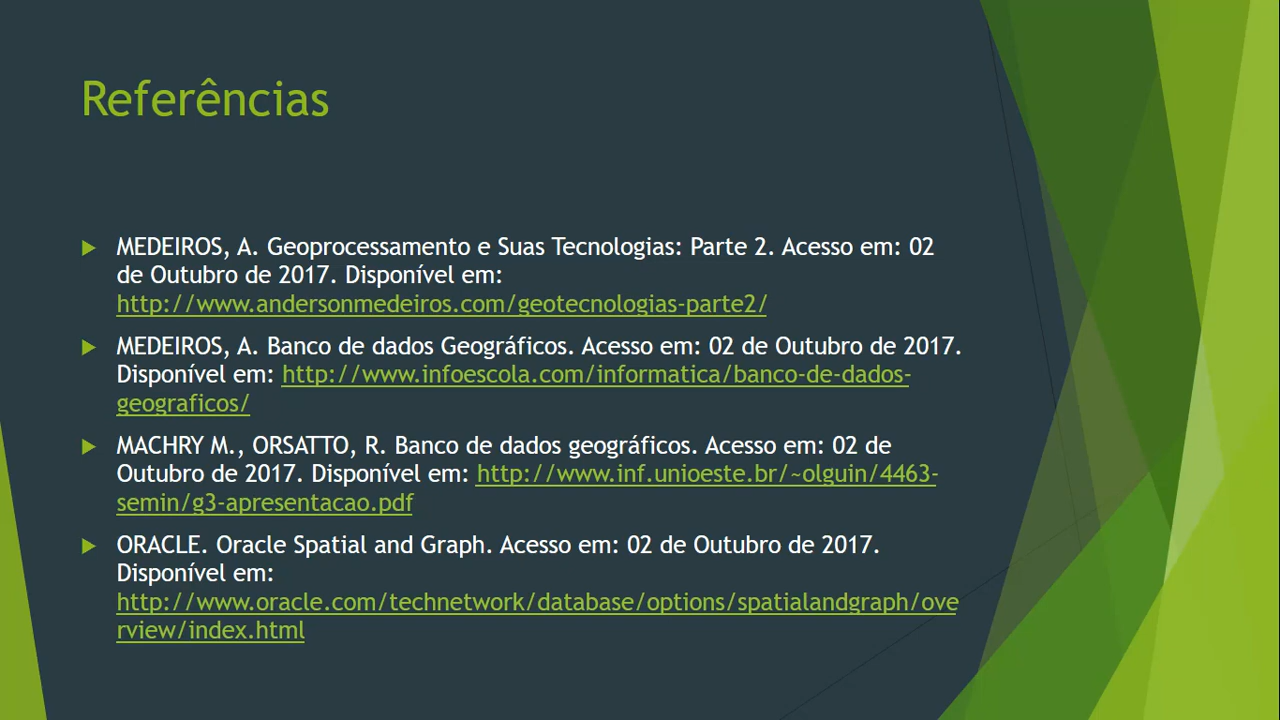 Referências
MEDEIROS, A. Geoprocessamento e Suas Tecnologias: Parte 2. Acesso em: 02
de Outubro de 2017. Disponível em:
http://www.andersonmedeiros.com/geotecnologias-parte2/
MEDEIROS, A. Banco de dados Geográficos. Acesso em: 02 de Outubro de 2017.
Disponível em: http://www.infoescola.com/informatica/banco-de-dados-
geograficos/
MACHRY M., ORSATTO, R. Banco de dados geográficos. Acesso em: 02 de
Outubro de 2017. Disponível em: http://www.inf.unioeste.br/~olguin/4463-
semin/g3-apresentacao.pdf
ORACLE. Oracle Spatial and Graph. Acesso em: 02 de Outubro de 2017.
Disponível em:
http://www.oracle.com/technetwork/database/options/spatialandgraph/ove
rview/index.html